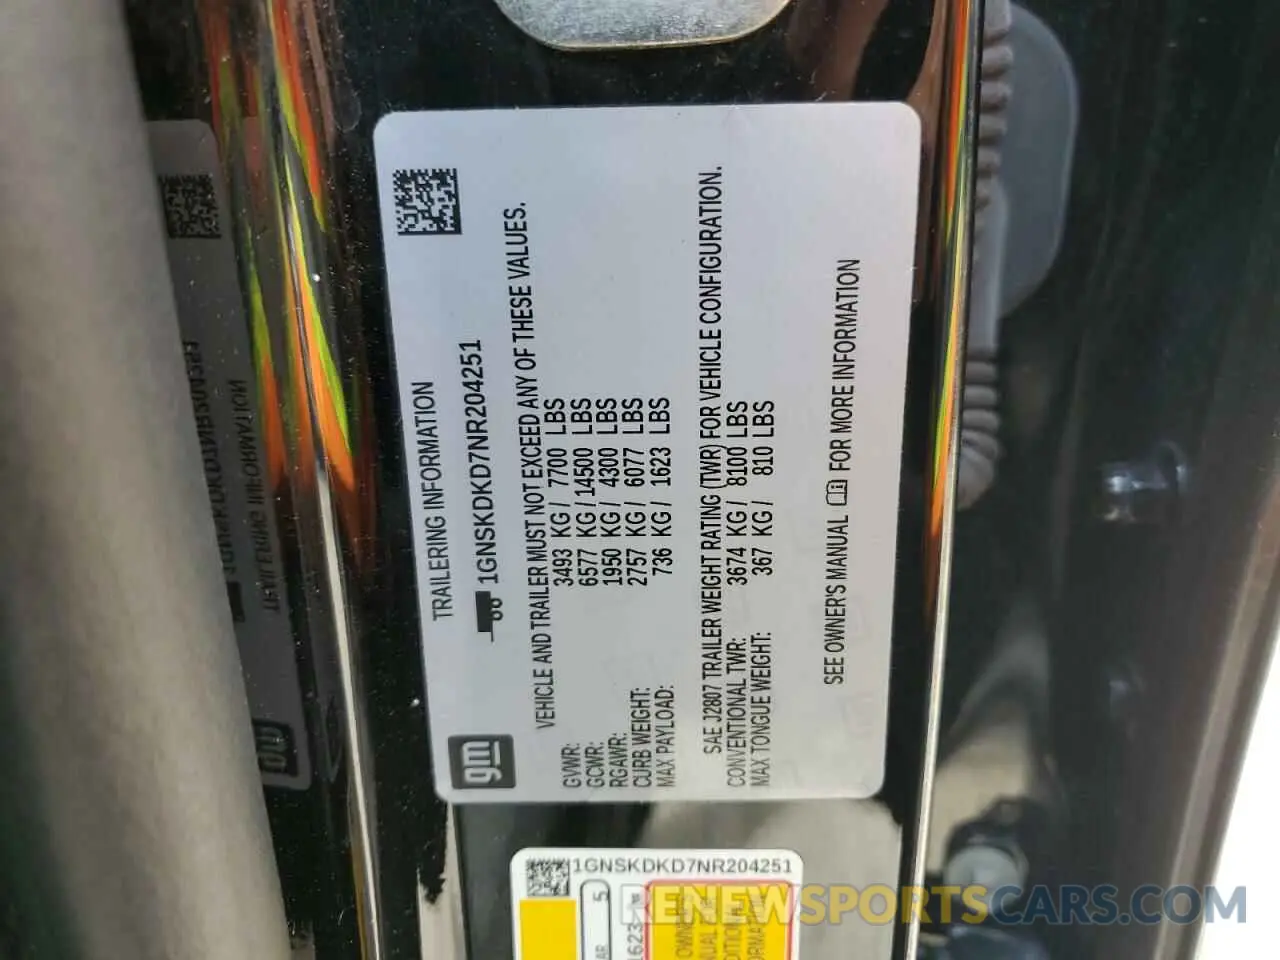 TRAILERING INFORMATION
1GNSKDKD7NR204251
VEHICLE AND TRAILER MUST NOT EXCEED ANY OF THESE VALUES.
GVWR: 3493 KG / 7700 LBS
GCWR: 6577 KG / 14500 LBS
RGAWR: 1950 KG / 4300 LBS
CURB WEIGHT: 2757 KG / 6077 LBS
MAX PAYLOAD: 736 KG / 1623 LBS
SAE J2807 TRAILER WEIGHT RATING (TWR) FOR VEHICLE CONFIGURATION.
CONVENTIONAL TWR: 3674 KG / 8100 LBS
MAX TONGUE WEIGHT: 367 KG / 810 LBS
SEE OWNER'S MANUAL FOR MORE INFORMATION
gm
1GNSKDKD7NR204251
5
1623
RENEWSPORTSCARS.COM